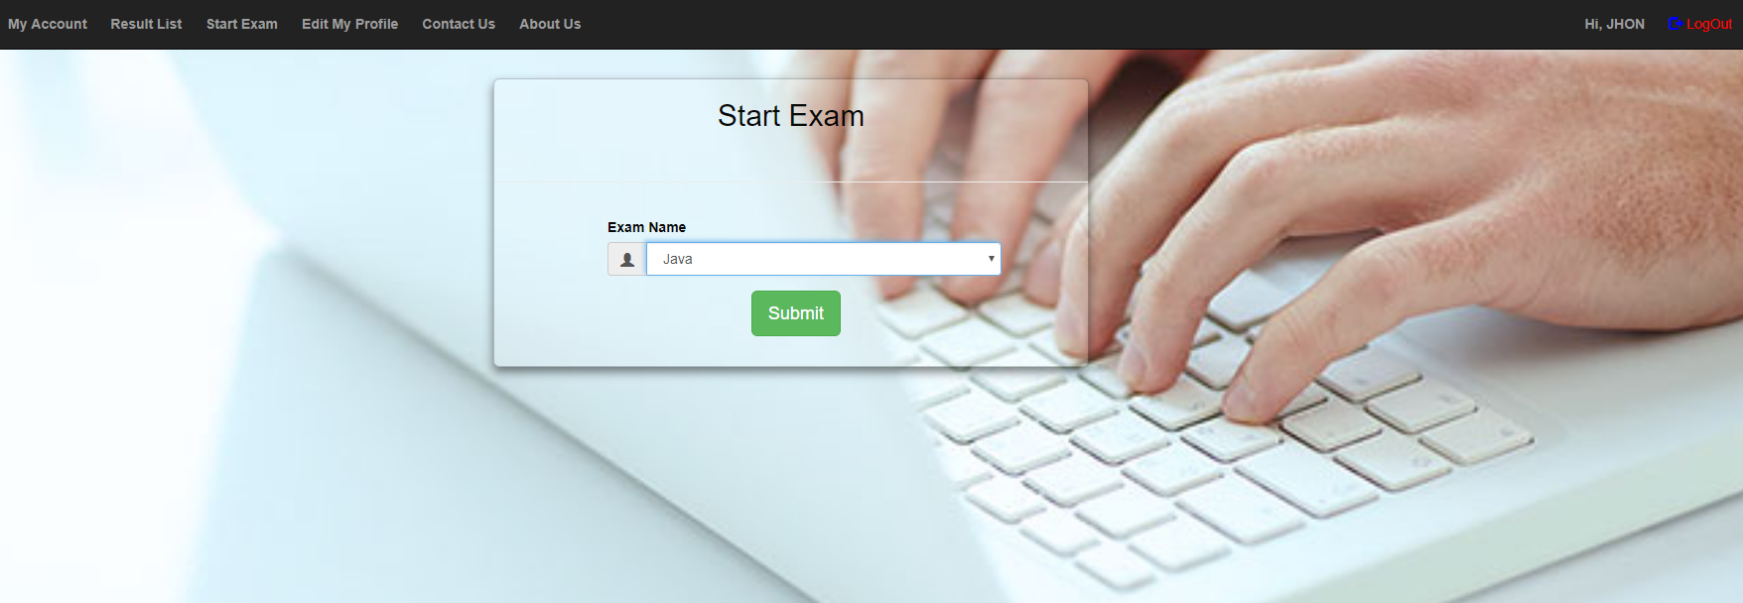 My Account Result List Start Exam Edit My Profile Contact Us About Us Hi, JHON LogOut
Start Exam
Exam Name
Java
Submit